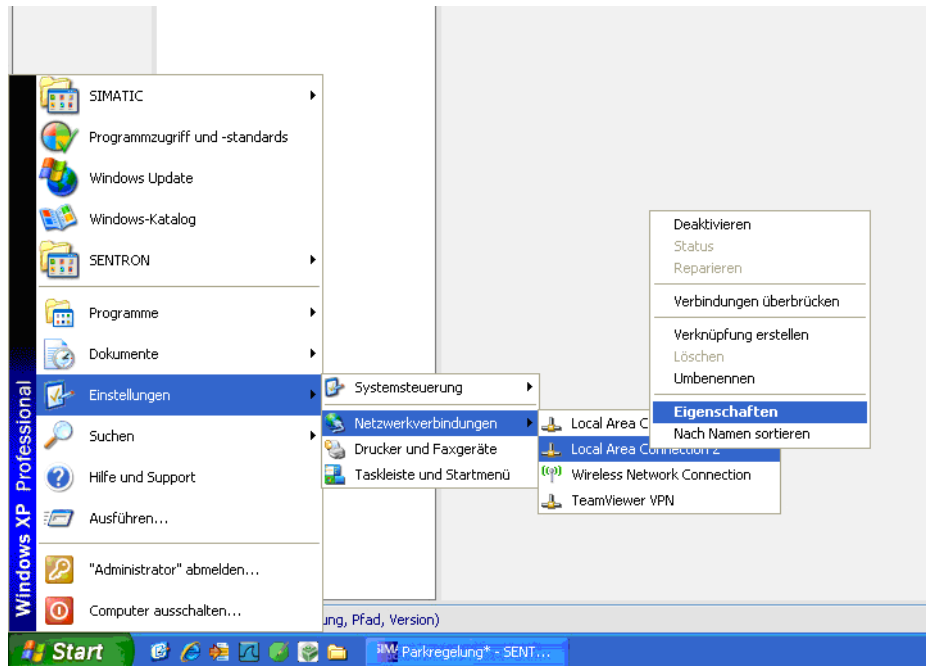 SIMATIC
Programmzugriff und -standards
Windows Update
Windows-Katalog
SENTRON
Programme
Dokumente
Einstellungen
Suchen
Hilfe und Support
Ausführen...
"Administrator" abmelden...
Computer ausschalten...
Windows XP Professional
Systemsteuerung
Netzwerkverbindungen
Drucker und Faxgeräte
Taskleiste und Startmenü
Local Area C
Local Area Connection 2
Wireless Network Connection
TeamViewer VPN
Deaktivieren
Status
Reparieren
Verbindungen überbrücken
Verknüpfung erstellen
Löschen
Umbenennen
Eigenschaften
Nach Namen sortieren
ung, Pfad, Version)
Start
Parkregelung* - SENT...